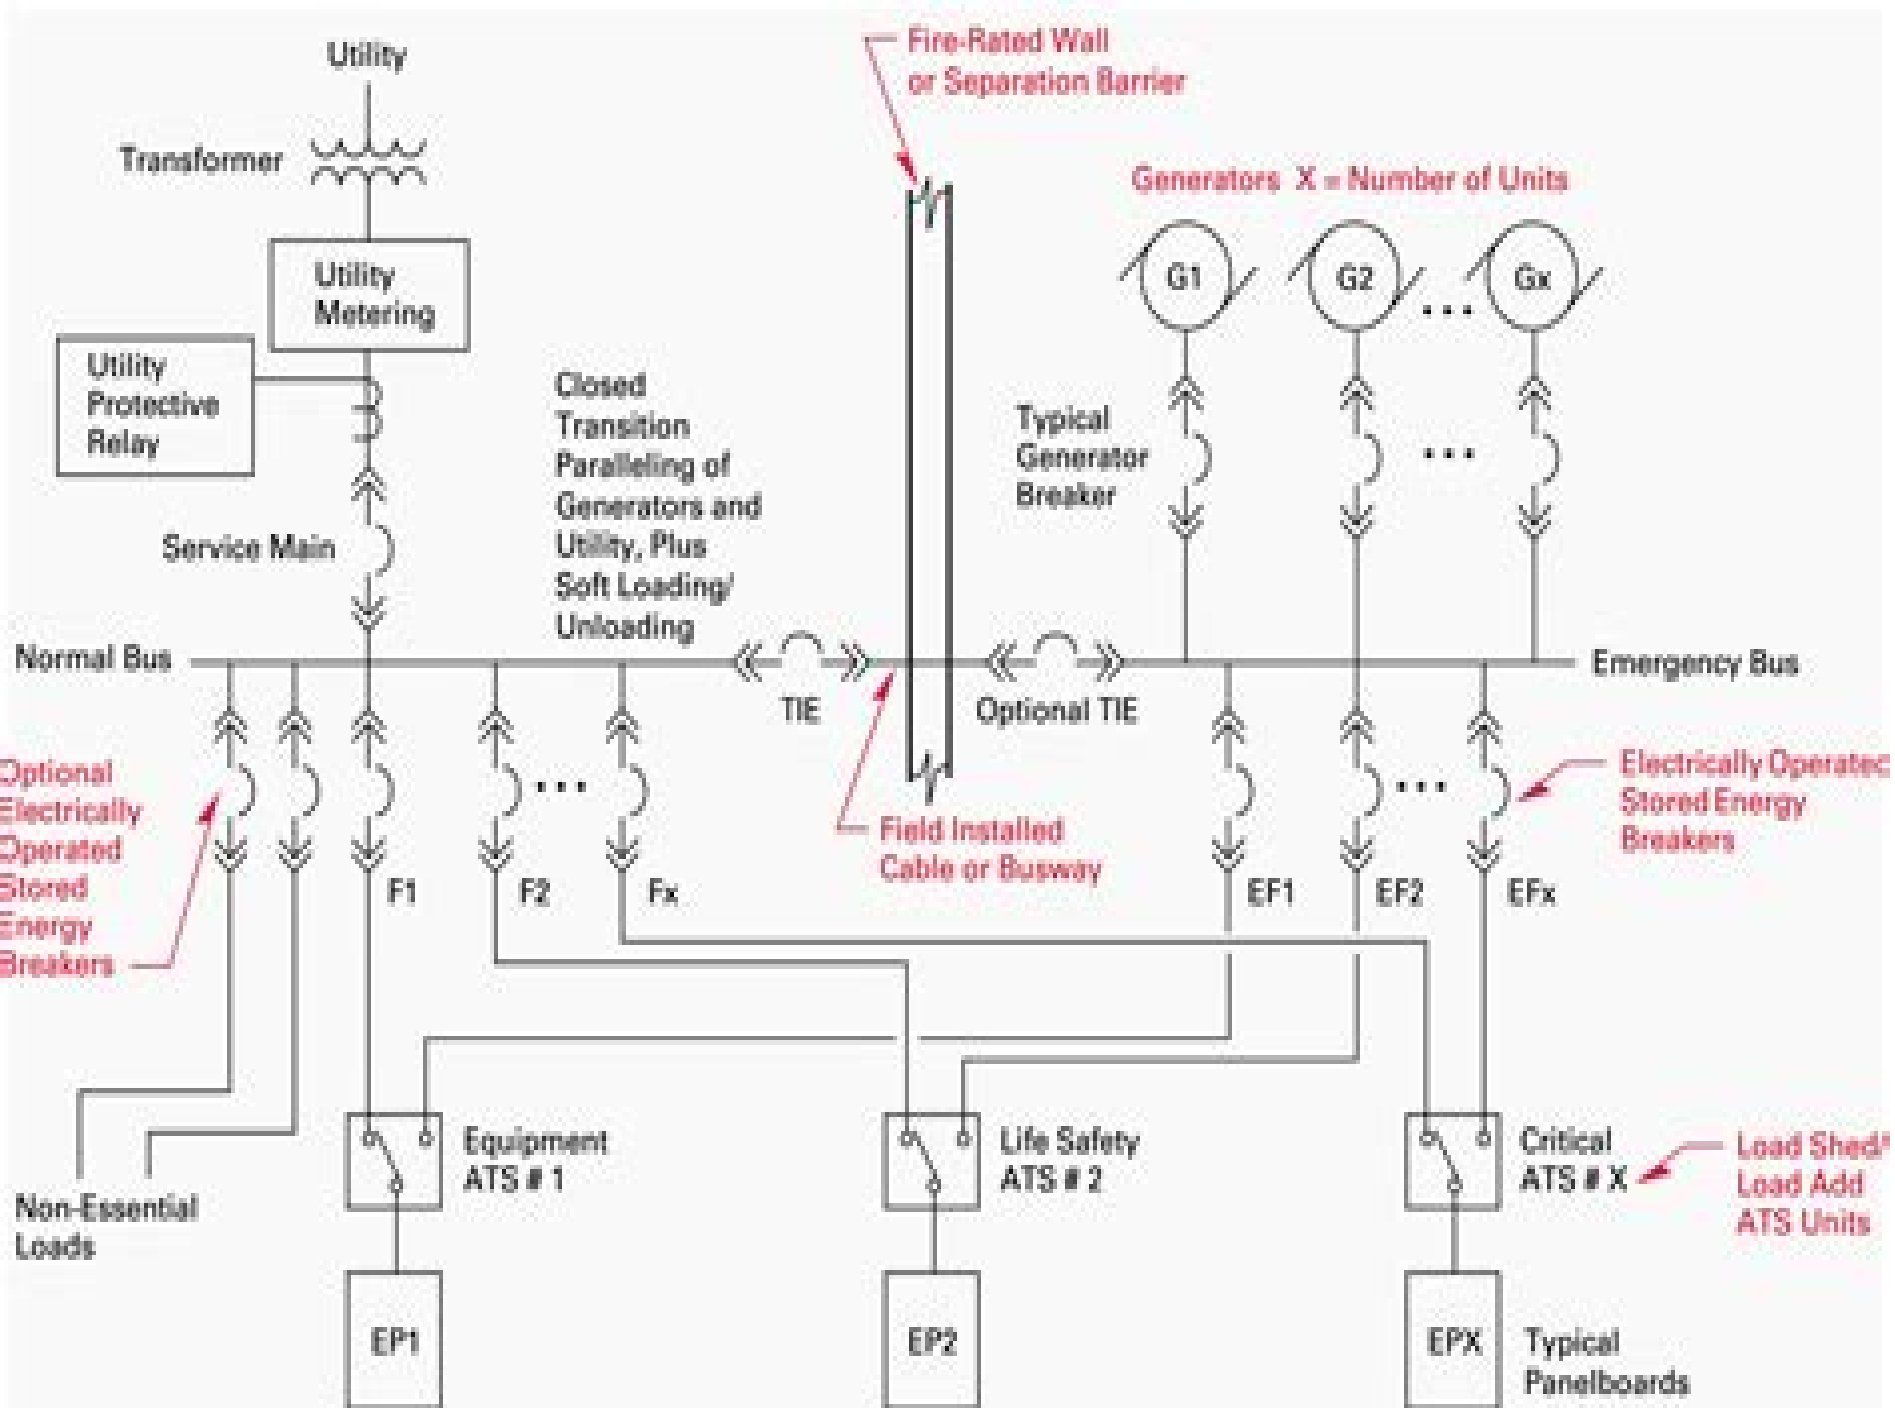 Utility
Fire-Rated Wall
or Separation Barrier
Transformer
Generators X = Number of Units
Utility
Metering
G1
G2
...
Gx
Utility
Protective
Relay
Closed
Transition
Paralleling of
Generators and
Utility, Plus
Soft Loading/
Unloading
Typical
Generator
Breaker
...
Service Main
Normal Bus
Emergency Bus
TIE
Optional TIE
Optional
Electrically
Operated
Stored
Energy
Breakers
...
Field Installed
Cable or Busway
...
Electrically Operated
Stored Energy
Breakers
F1
F2
Fx
EF1
EF2
EFx
Equipment
ATS # 1
Life Safety
ATS # 2
Critical
ATS # X
Load Shed/
Load Add
ATS Units
Non-Essential
Loads
EP1
EP2
EPX
Typical
Panelboards